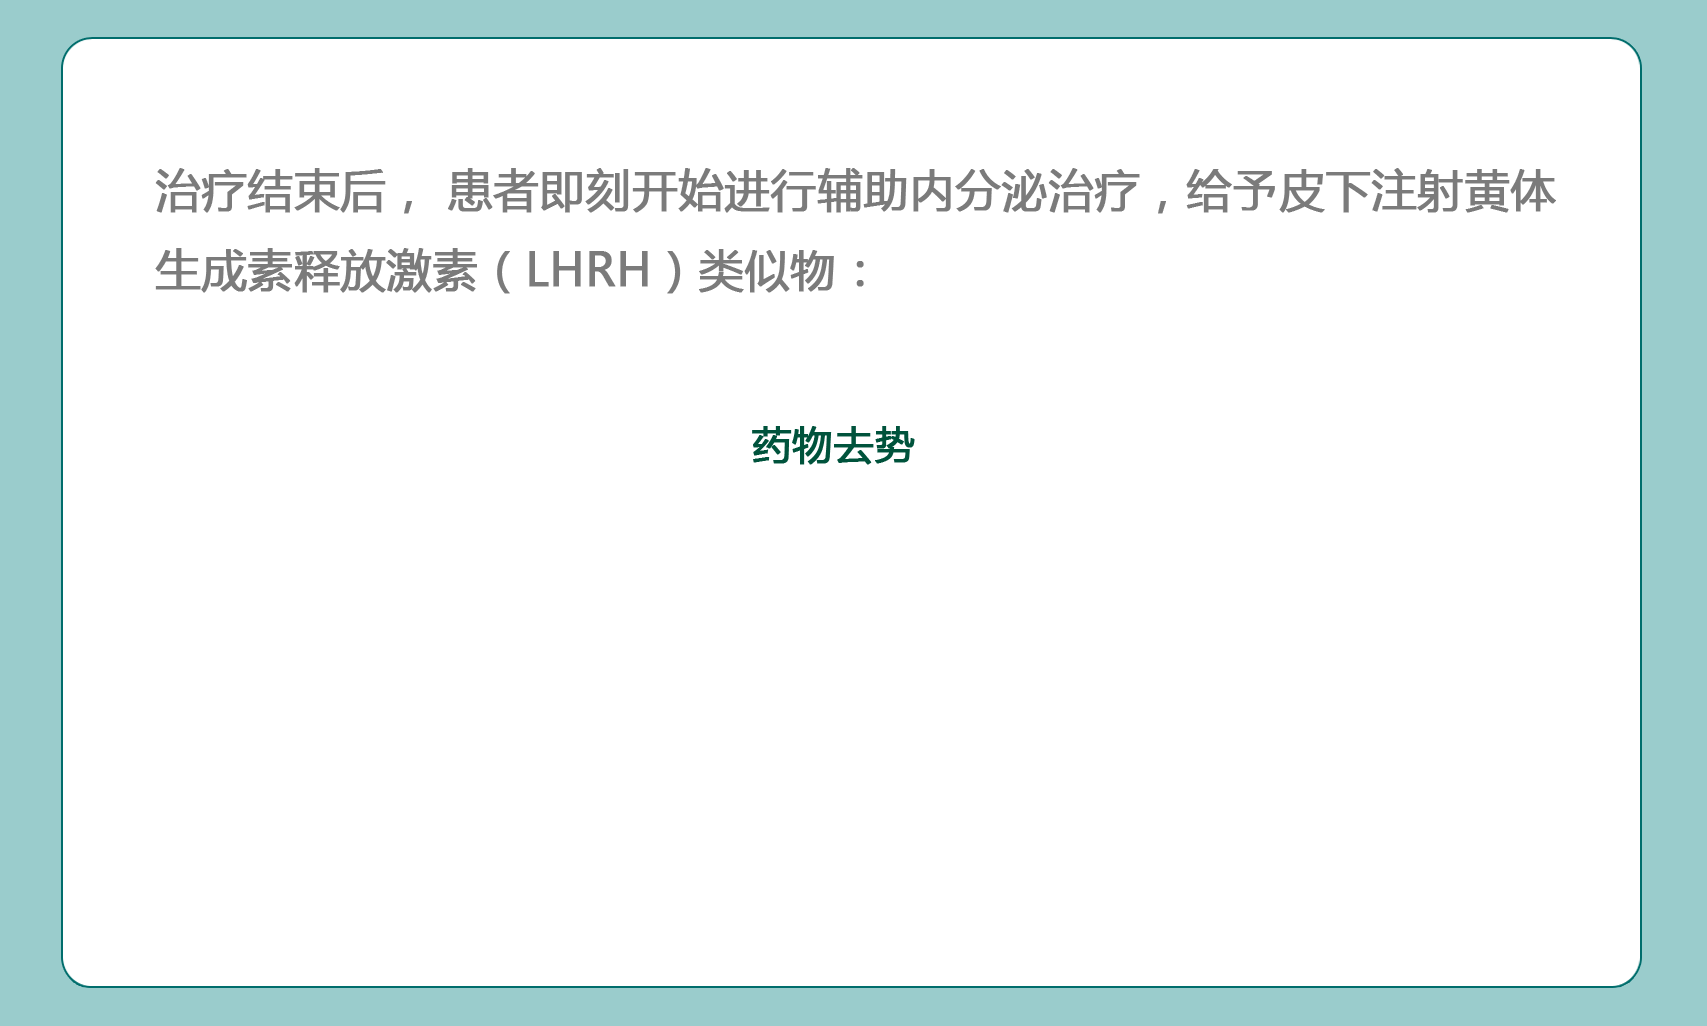 治疗结束后， 患者即刻开始进行辅助内分泌治疗，给予皮下注射黄体
生成素释放激素（LHRH）类似物：
药物去势